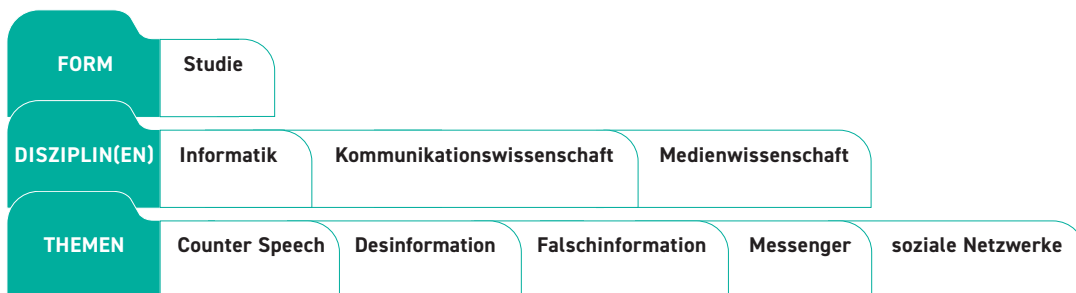 FORM Studie
DISZIPLIN(EN) Informatik Kommunikationswissenschaft Medienwissenschaft
THEMEN Counter Speech Desinformation Falschinformation Messenger soziale Netzwerke